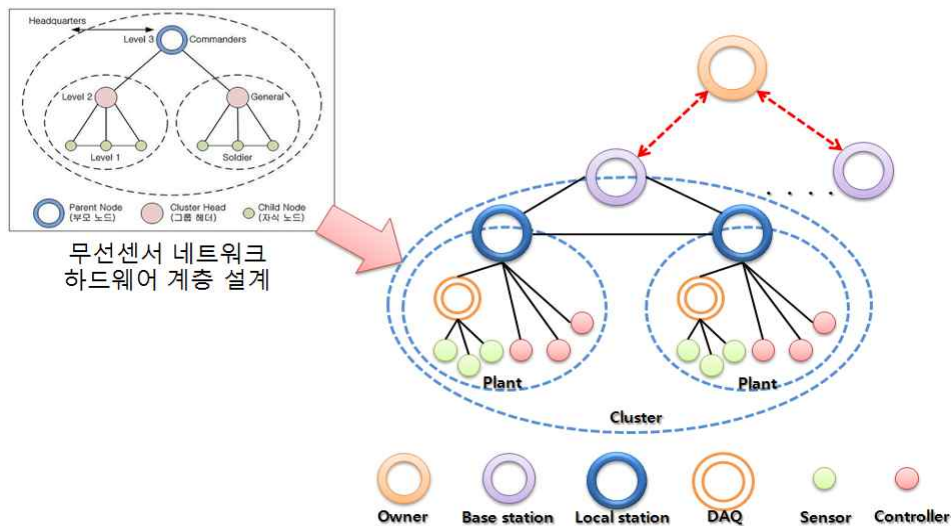 Headquarters
Level 3
Commanders
Level 2
General
Level 1
Soldier
Parent Node
(부모 노드)
Cluster Head
(그룹 헤더)
Child Node
(자식 노드)
무선센서 네트워크
하드웨어 계층 설계
. . . . .
Plant
Plant
Cluster
Owner
Base station
Local station
DAQ
Sensor
Controller